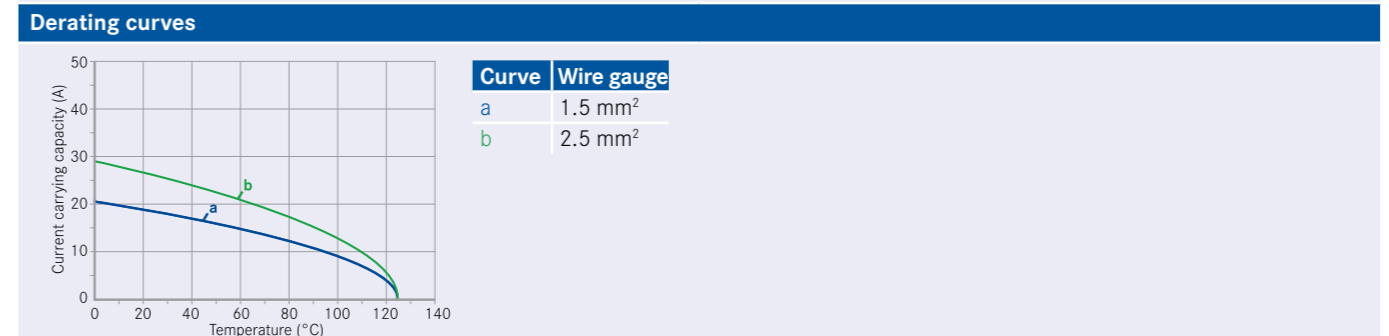 Derating curves
50
40
30
20
10
0
Current carrying capacity (A)
b
a
0 20 40 60 80 100 120 140
Temperature (°C)
Curve Wire gauge
a 1.5 mm²
b 2.5 mm²